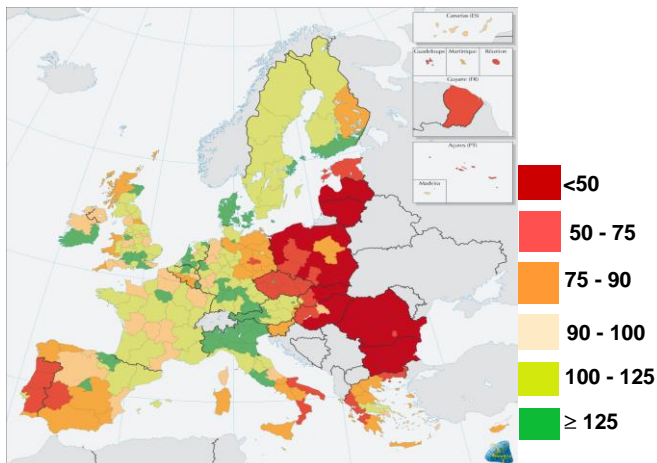 Canarias (ES)
Guadeloupe
Martinique
Réunion
Guyane (FR)
Açores (PT)
Madeira
<50
50 - 75
75 - 90
90 - 100
100 - 125
≥ 125